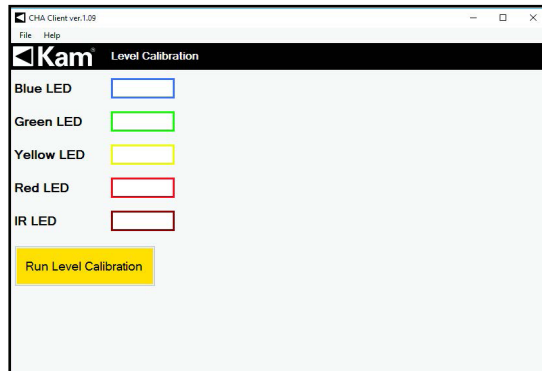 CHA Client ver.1.09
File Help
Kam® Level Calibration
Blue LED
Green LED
Yellow LED
Red LED
IR LED
Run Level Calibration